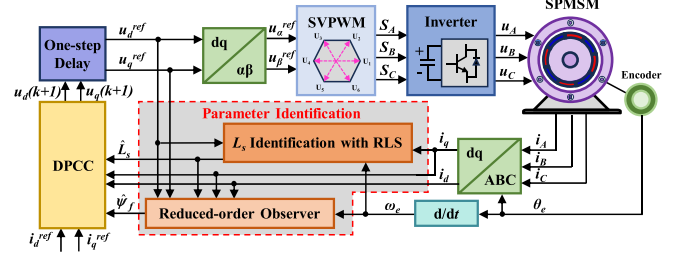 SPMSM
u_d^ref
u_q^ref
One-step
Delay
dq
αβ
u_α^ref
u_β^ref
SVPWM
U₃
U₂
U₄
U₁
U₅
U₆
S_A
S_B
S_C
Inverter
u_A
u_B
u_C
Encoder
u_d(k+1)
u_q(k+1)
Parameter Identification
L_s Identification with RLS
L̂_s
DPCC
i_q
i_d
dq
ABC
i_A
i_B
i_C
ψ̂_f
Reduced-order Observer
ω_e
d/dt
θ_e
i_d^ref
i_q^ref